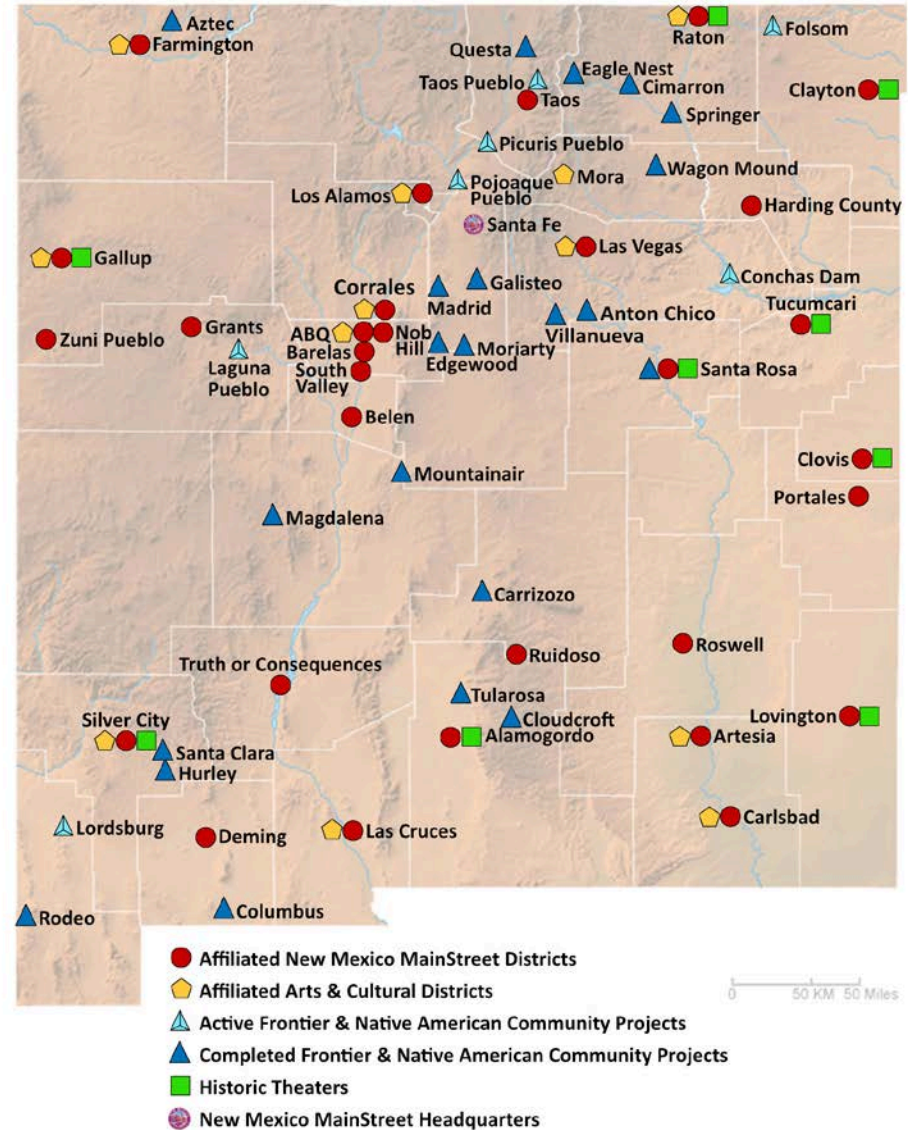 Aztec
Farmington
Questa
Raton
Folsom
Taos Pueblo
Eagle Nest
Cimarron
Taos
Clayton
Springer
Picuris Pueblo
Wagon Mound
Mora
Los Alamos
Pojoaque
Pueblo
Harding County
Santa Fe
Las Vegas
Gallup
Conchas Dam
Galisteo
Corrales
Madrid
Tucumcari
Anton Chico
Villanueva
Grants
Zuni Pueblo
ABQ
Nob
Hill
Barelas
Laguna
Pueblo
South
Valley
Edgewood
Moriarty
Santa Rosa
Belen
Clovis
Mountainair
Portales
Magdalena
Carrizozo
Roswell
Ruidoso
Truth or Consequences
Tularosa
Silver City
Cloudcroft
Lovington
Alamogordo
Artesia
Santa Clara
Hurley
Lordsburg
Deming
Las Cruces
Carlsbad
Rodeo
Columbus
Affiliated New Mexico MainStreet Districts
Affiliated Arts & Cultural Districts
Active Frontier & Native American Community Projects
Completed Frontier & Native American Community Projects
Historic Theaters
New Mexico MainStreet Headquarters
0 50 KM 50 Miles